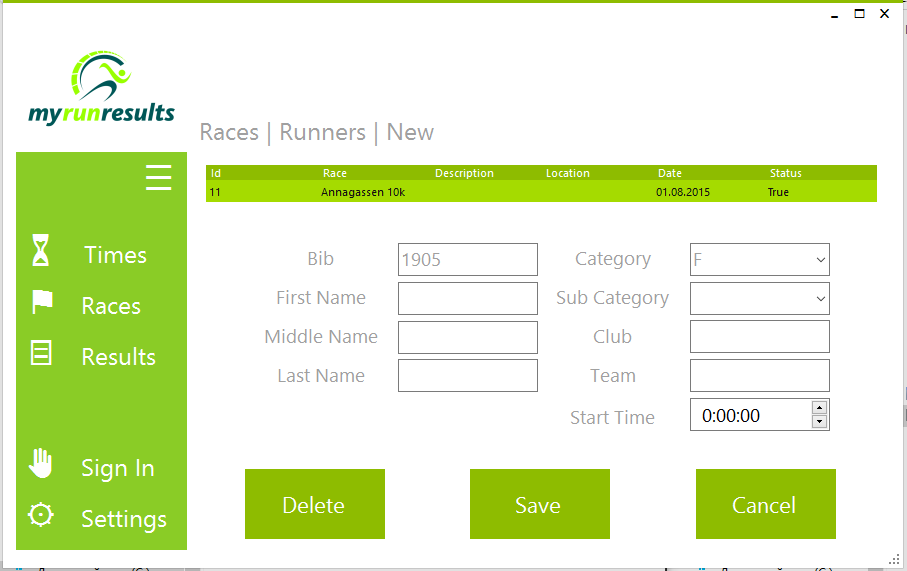 myrunresults
Races | Runners | New
Id Race Description Location Date Status
11 Annagassen 10k 01.08.2015 True
Times
Races
Results
Sign In
Settings
Bib 1905 Category F
First Name Sub Category
Middle Name Club
Last Name Team
Start Time 0:00:00
Delete Save Cancel